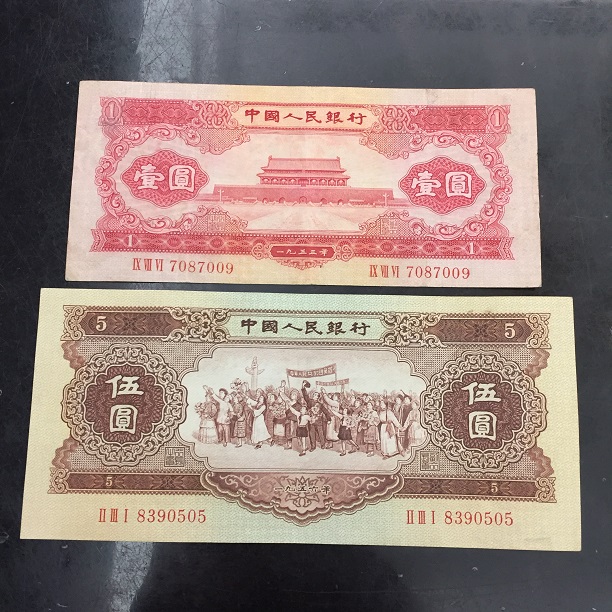 1 中國人民銀行 1
壹圓 壹圓
1 一九五三年 1
IX VIII VI 7087009 IX VIII VI 7087009
5 中國人民銀行 5
伍圓 伍圓
5 一九五六年 5
II III I 8390505 II III I 8390505